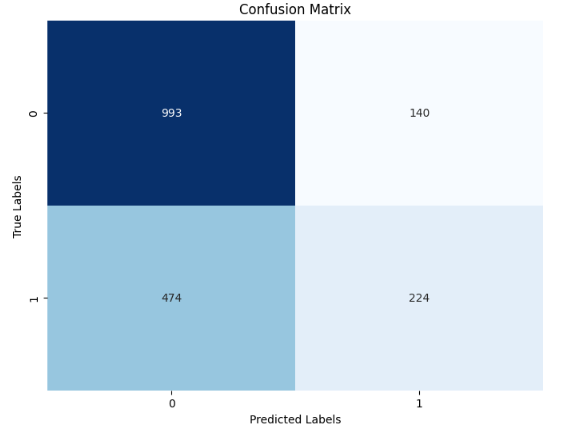 Confusion Matrix
True Labels
0
993
140
1
474
224
0
1
Predicted Labels